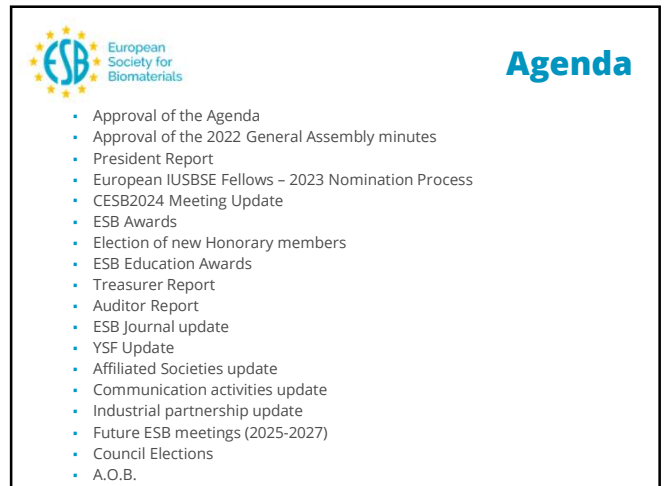 ESB
European
Society for
Biomaterials
Agenda
▪ Approval of the Agenda
▪ Approval of the 2022 General Assembly minutes
▪ President Report
▪ European IUSBSE Fellows – 2023 Nomination Process
▪ CESB2024 Meeting Update
▪ ESB Awards
▪ Election of new Honorary members
▪ ESB Education Awards
▪ Treasurer Report
▪ Auditor Report
▪ ESB Journal update
▪ YSF Update
▪ Affiliated Societies update
▪ Communication activities update
▪ Industrial partnership update
▪ Future ESB meetings (2025-2027)
▪ Council Elections
▪ A.O.B.